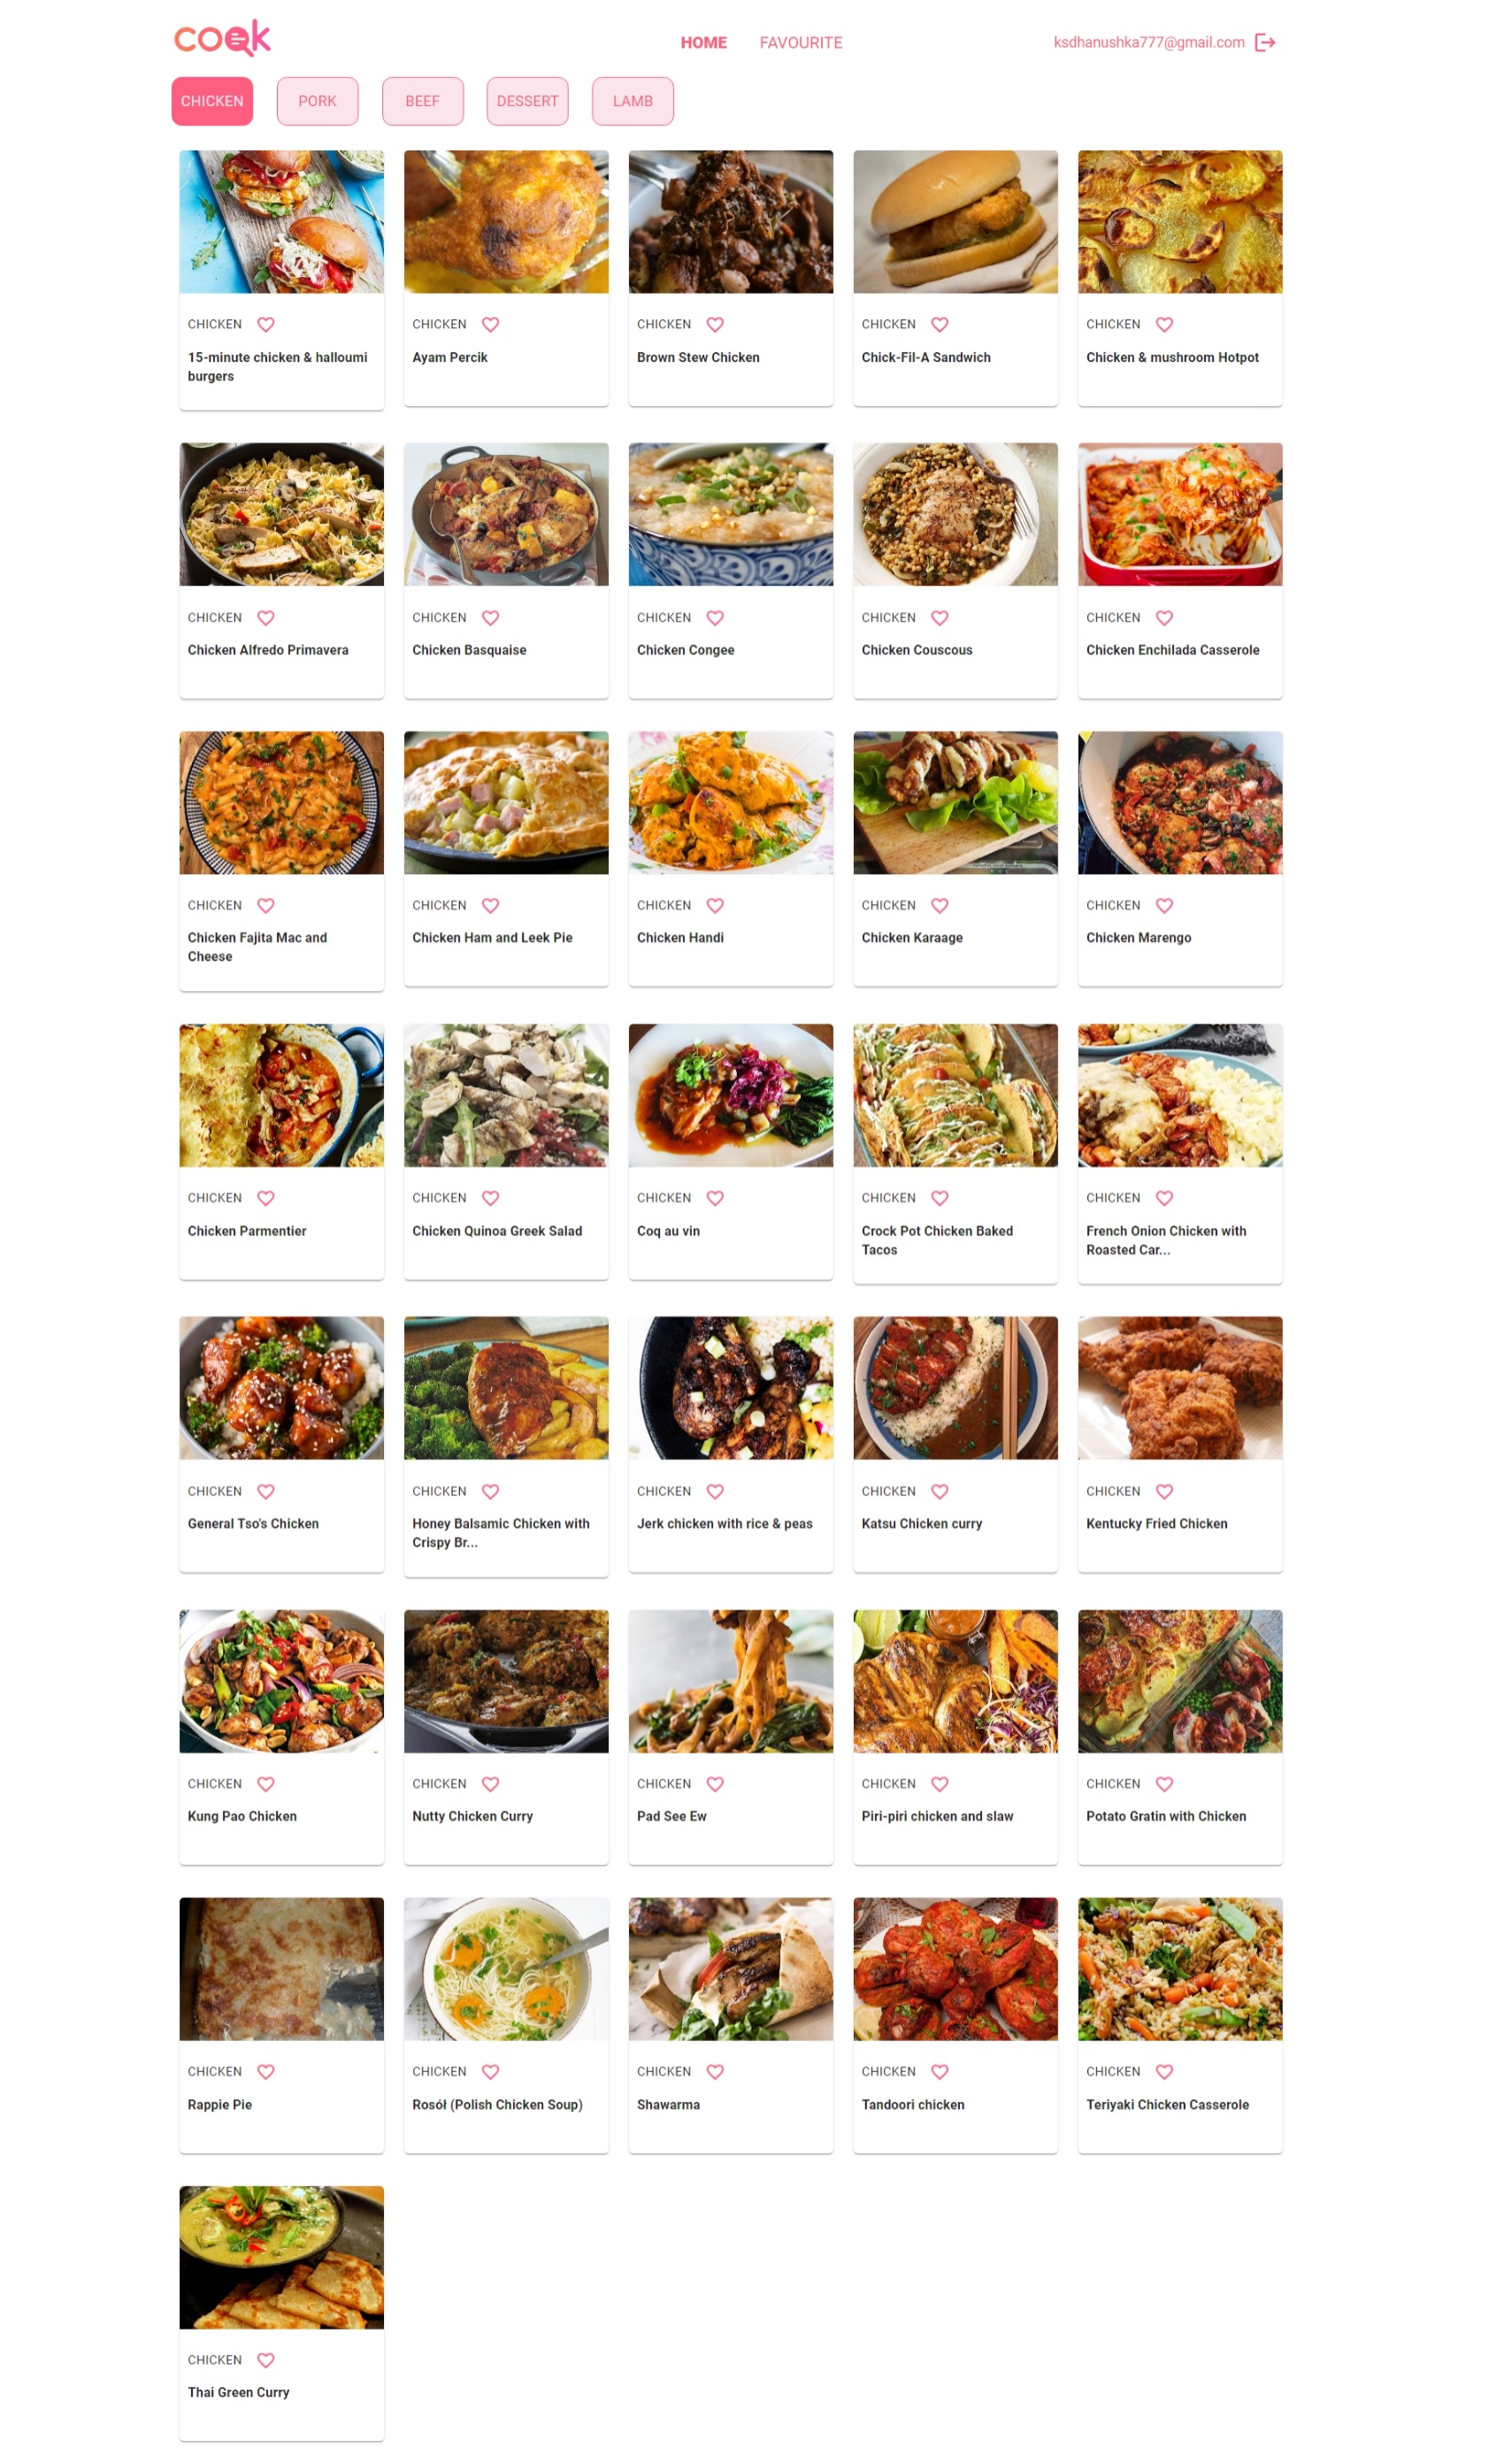 cook
HOME
FAVOURITE
ksdhanushka777@gmail.com
CHICKEN
PORK
BEEF
DESSERT
LAMB
CHICKEN
15-minute chicken & halloumi
burgers
CHICKEN
Ayam Percik
CHICKEN
Brown Stew Chicken
CHICKEN
Chick-Fil-A Sandwich
CHICKEN
Chicken & mushroom Hotpot
CHICKEN
Chicken Alfredo Primavera
CHICKEN
Chicken Basquaise
CHICKEN
Chicken Congee
CHICKEN
Chicken Couscous
CHICKEN
Chicken Enchilada Casserole
CHICKEN
Chicken Fajita Mac and
Cheese
CHICKEN
Chicken Ham and Leek Pie
CHICKEN
Chicken Handi
CHICKEN
Chicken Karaage
CHICKEN
Chicken Marengo
CHICKEN
Chicken Parmentier
CHICKEN
Chicken Quinoa Greek Salad
CHICKEN
Coq au vin
CHICKEN
Crock Pot Chicken Baked
Tacos
CHICKEN
French Onion Chicken with
Roasted Car...
CHICKEN
General Tso's Chicken
CHICKEN
Honey Balsamic Chicken with
Crispy Br...
CHICKEN
Jerk chicken with rice & peas
CHICKEN
Katsu Chicken curry
CHICKEN
Kentucky Fried Chicken
CHICKEN
Kung Pao Chicken
CHICKEN
Nutty Chicken Curry
CHICKEN
Pad See Ew
CHICKEN
Piri-piri chicken and slaw
CHICKEN
Potato Gratin with Chicken
CHICKEN
Rappie Pie
CHICKEN
Rosół (Polish Chicken Soup)
CHICKEN
Shawarma
CHICKEN
Tandoori chicken
CHICKEN
Teriyaki Chicken Casserole
CHICKEN
Thai Green Curry